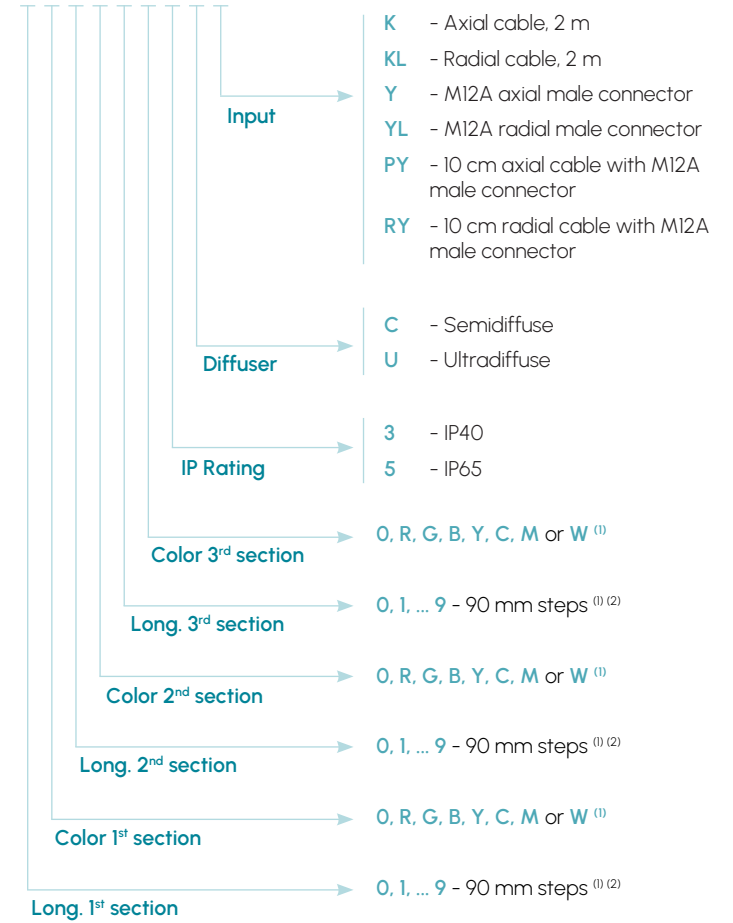 K - Axial cable, 2 m
KL - Radial cable, 2 m
Y - M12A axial male connector
Input
YL - M12A radial male connector
PY - 10 cm axial cable with M12A
male connector
RY - 10 cm radial cable with M12A
male connector
C - Semidiffuse
Diffuser
U - Ultradiffuse
3 - IP40
IP Rating
5 - IP65
0, R, G, B, Y, C, M or W (1)
Color 3rd section
0, 1, ... 9 - 90 mm steps (1) (2)
Long. 3rd section
0, R, G, B, Y, C, M or W (1)
Color 2nd section
0, 1, ... 9 - 90 mm steps (1) (2)
Long. 2nd section
0, R, G, B, Y, C, M or W (1)
Color 1st section
0, 1, ... 9 - 90 mm steps (1) (2)
Long. 1st section